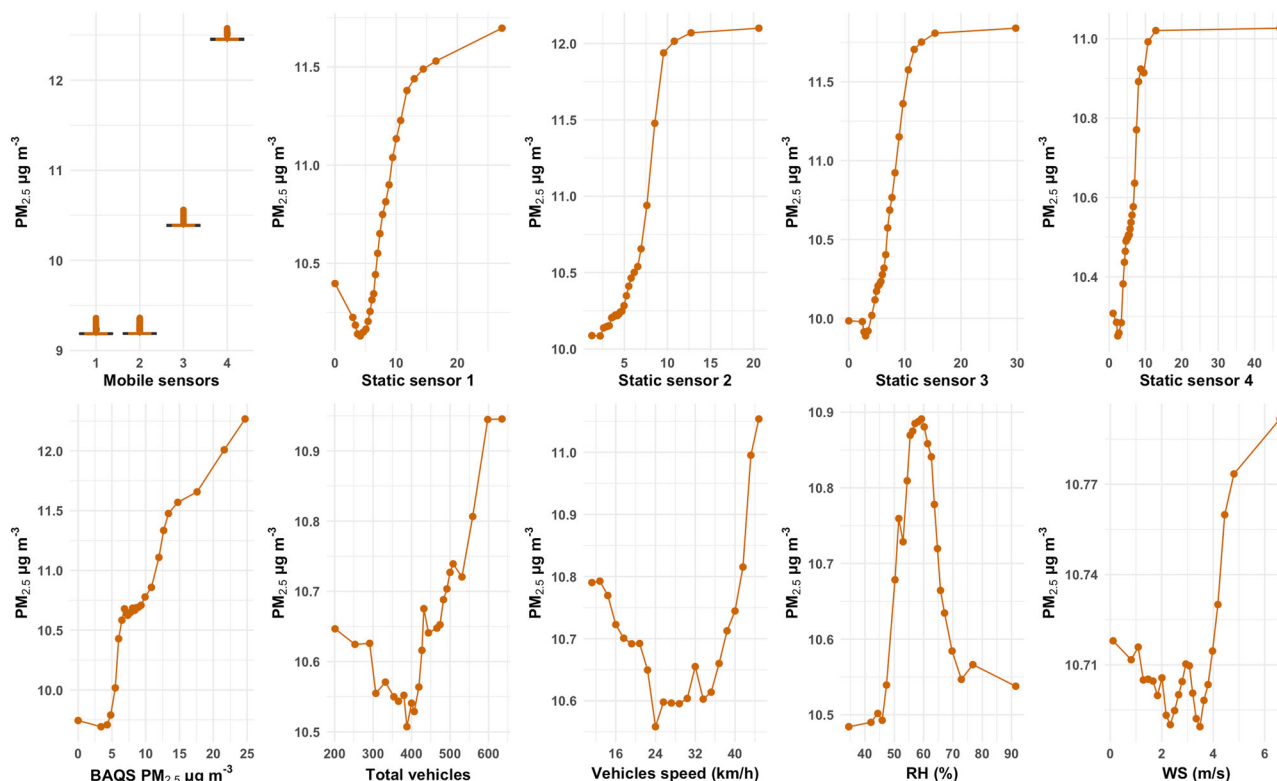 PM2.5 µg m-3
12
11
10
9
1 2 3 4
Mobile sensors
PM2.5 µg m-3
11.5
11.0
10.5
0 10 20
Static sensor 1
PM2.5 µg m-3
12.0
11.5
11.0
10.5
10.0
5 10 15 20
Static sensor 2
PM2.5 µg m-3
11.5
11.0
10.5
10.0
0 10 20 30
Static sensor 3
PM2.5 µg m-3
11.0
10.8
10.6
10.4
0 10 20 30 40
Static sensor 4
PM2.5 µg m-3
12.0
11.5
11.0
10.5
10.0
0 5 10 15 20 25
BAQS PM2.5 µg m-3
PM2.5 µg m-3
10.9
10.8
10.7
10.6
10.5
200 300 400 500 600
Total vehicles
PM2.5 µg m-3
11.0
10.9
10.8
10.7
10.6
16 24 32 40
Vehicles speed (km/h)
PM2.5 µg m-3
10.9
10.8
10.7
10.6
10.5
40 50 60 70 80 90
RH (%)
PM2.5 µg m-3
10.77
10.73
10.71
0 2 4 6
WS (m/s)